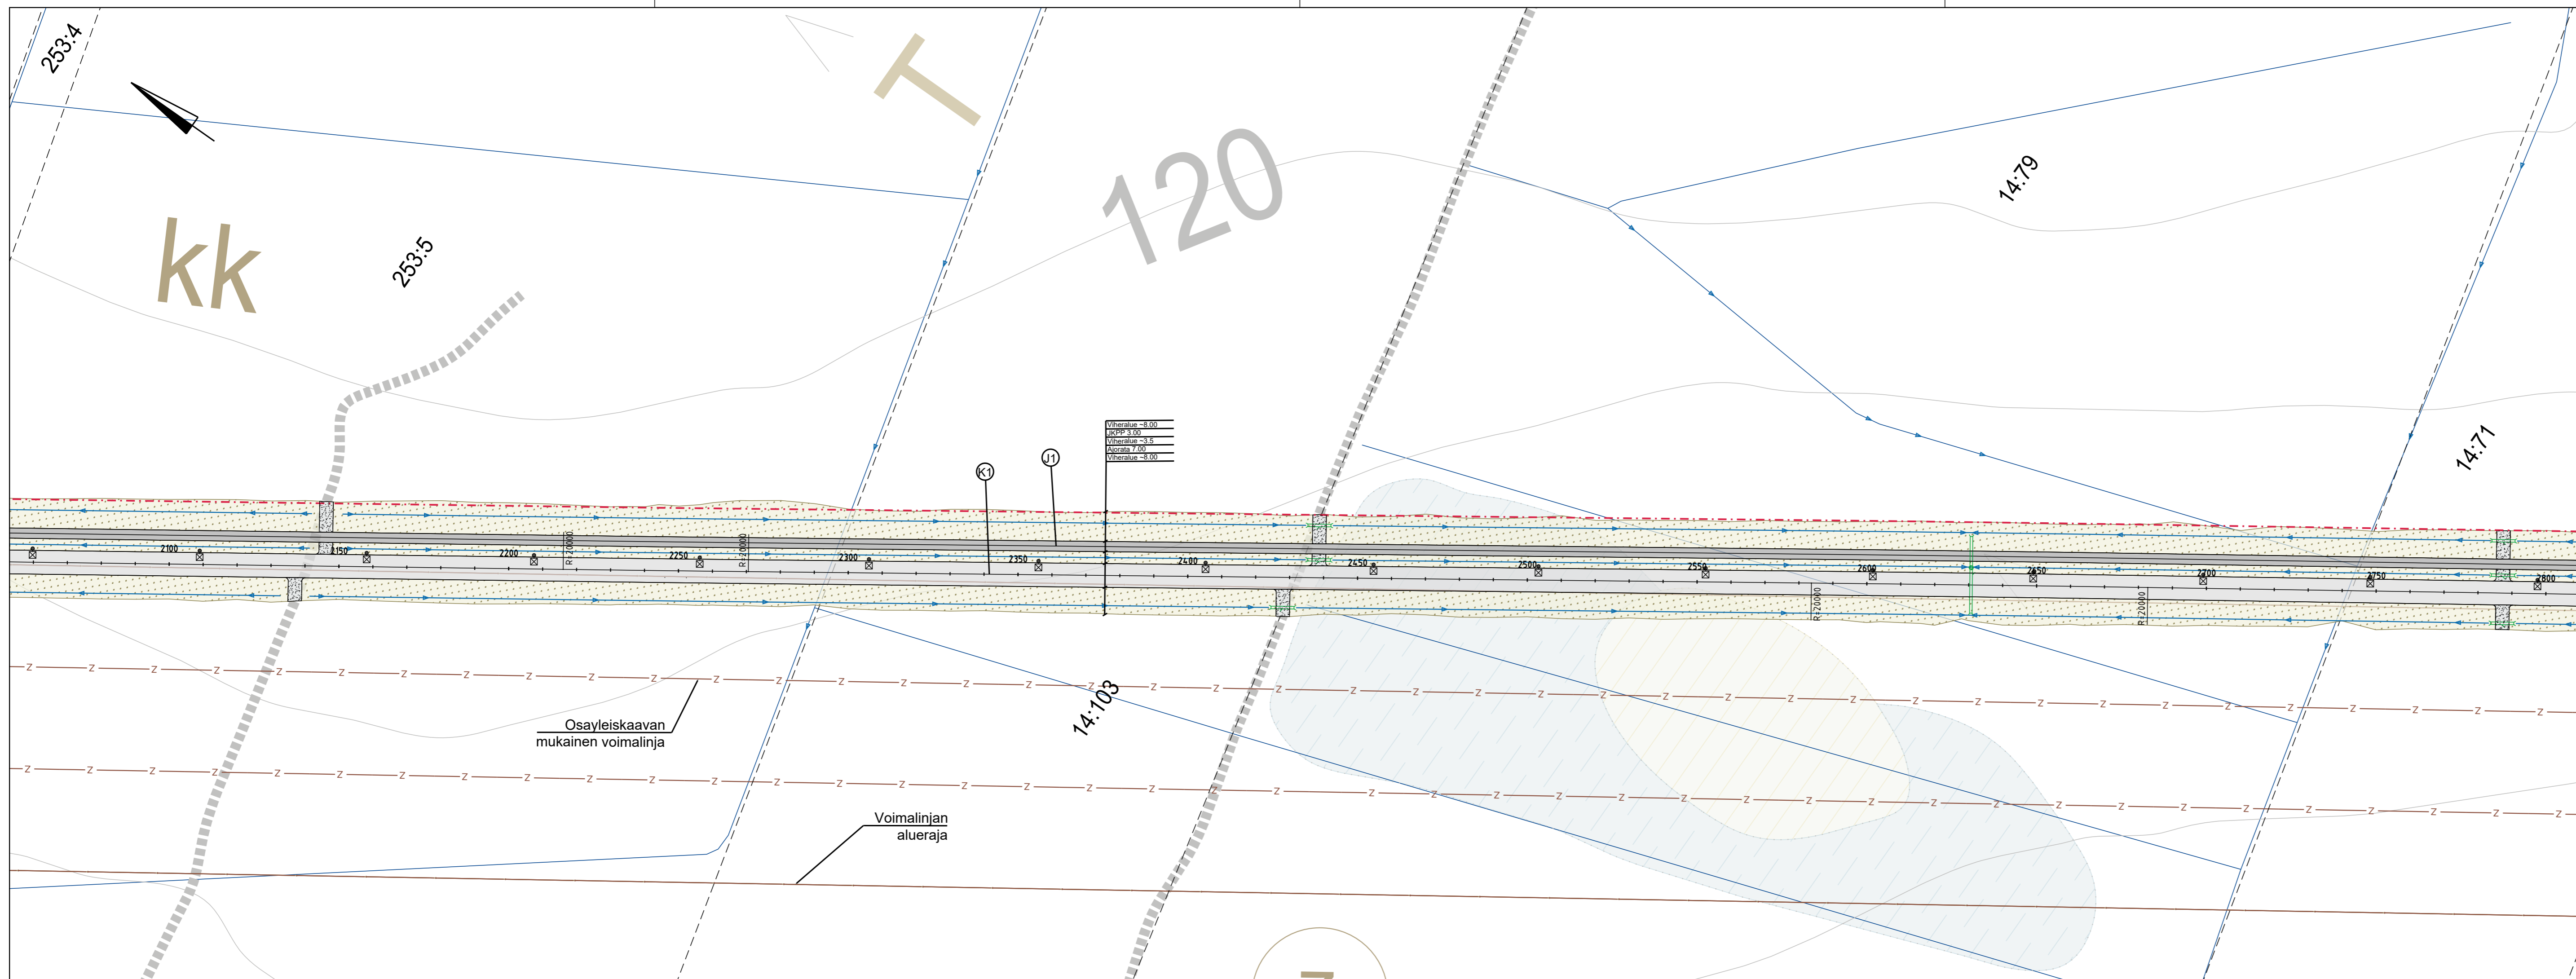 253:4
T
120
14:79
kk
253:5
Viheralue ~8.00
JKPP 3.00
Viheralue ~3.5
Ajorata 7.00
Viheralue ~8.00
14:71
K1
J1
2100
2150
2200
R=20000
2250
R=20000
2300
2350
2400
2450
2500
2550
2600
2650
2700
2750
2800
R=20000
R=20000
Z Z Z Z Z Z Z Z Z Z Z Z Z Z Z Z Z Z Z Z Z Z Z Z Z Z Z Z Z Z Z Z Z Z Z Z Z Z Z Z Z
14:103
Osayleiskaavan
mukainen voimalinja
Z Z Z Z Z Z Z Z Z Z Z Z Z Z Z Z Z Z Z Z Z Z Z Z Z Z Z Z Z Z Z Z Z Z Z Z Z Z Z Z Z
Voimalinjan
alueraja